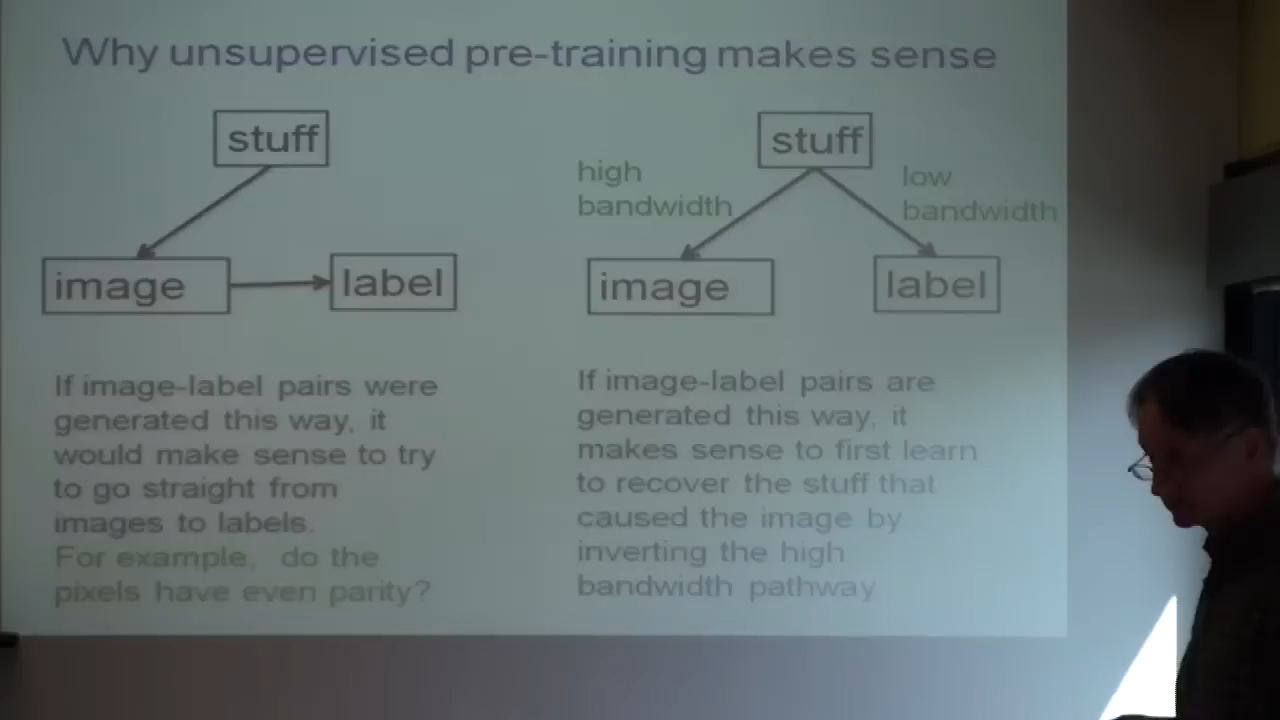 Why unsupervised pre-training makes sense
stuff
image
label
If image-label pairs were
generated this way, it
would make sense to try
to go straight from
images to labels.
For example, do the
pixels have even parity?
stuff
high
bandwidth
low
bandwidth
image
label
If image-label pairs are
generated this way, it
makes sense to first learn
to recover the stuff that
caused the image by
inverting the high
bandwidth pathway